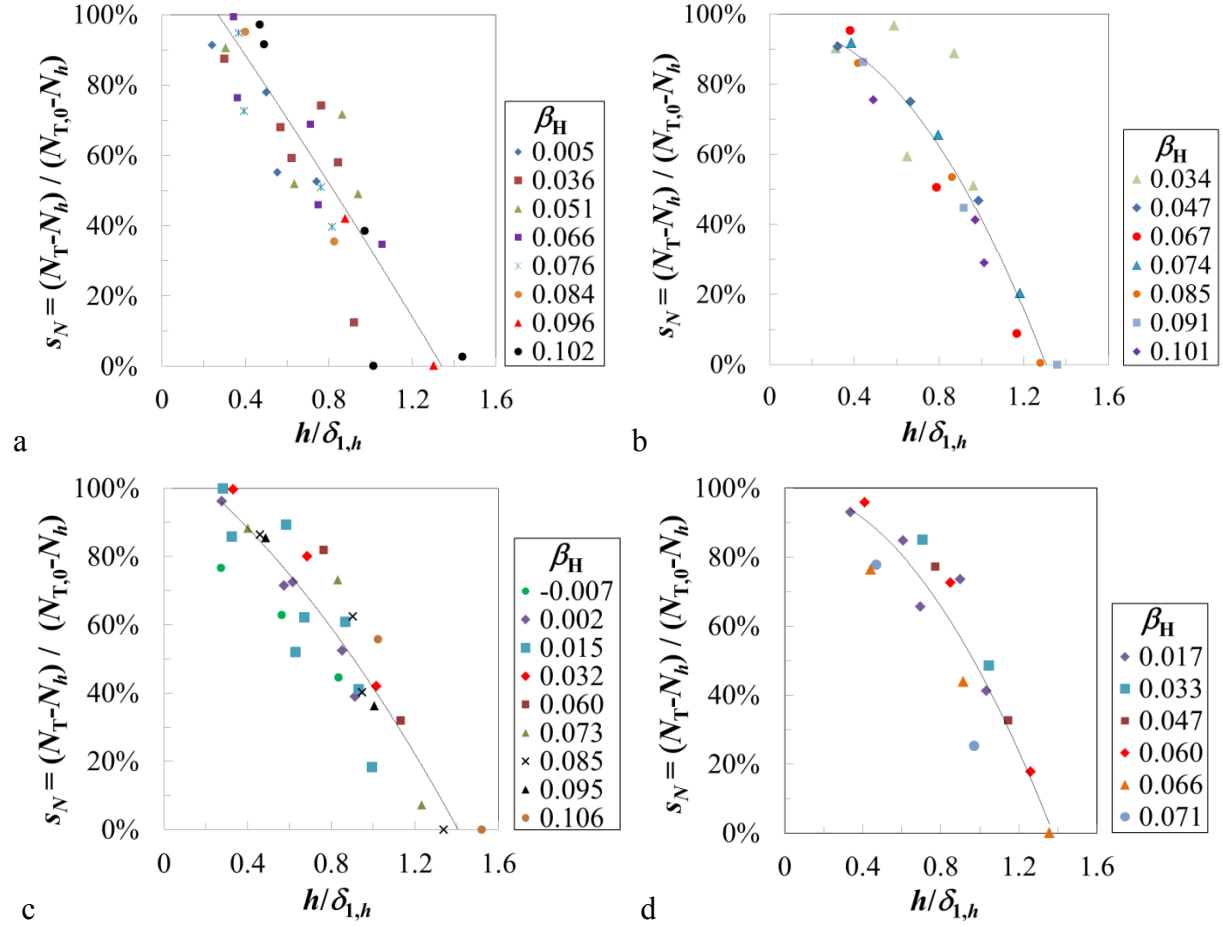 a
s_N = (N_T-N_h) / (N_T,0-N_h)
100%
80%
60%
40%
20%
0%
0 0.4 0.8 1.2 1.6
h/δ_1,h
β_H
0.005
0.036
0.051
0.066
0.076
0.084
0.096
0.102
b
s_N = (N_T-N_h) / (N_T,0-N_h)
100%
80%
60%
40%
20%
0%
0 0.4 0.8 1.2 1.6
h/δ_1,h
β_H
0.034
0.047
0.067
0.074
0.085
0.091
0.101
c
s_N = (N_T-N_h) / (N_T,0-N_h)
100%
80%
60%
40%
20%
0%
0 0.4 0.8 1.2 1.6
h/δ_1,h
β_H
-0.007
0.002
0.015
0.032
0.060
0.073
0.085
0.095
0.106
d
s_N = (N_T-N_h) / (N_T,0-N_h)
100%
80%
60%
40%
20%
0%
0 0.4 0.8 1.2 1.6
h/δ_1,h
β_H
0.017
0.033
0.047
0.060
0.066
0.071